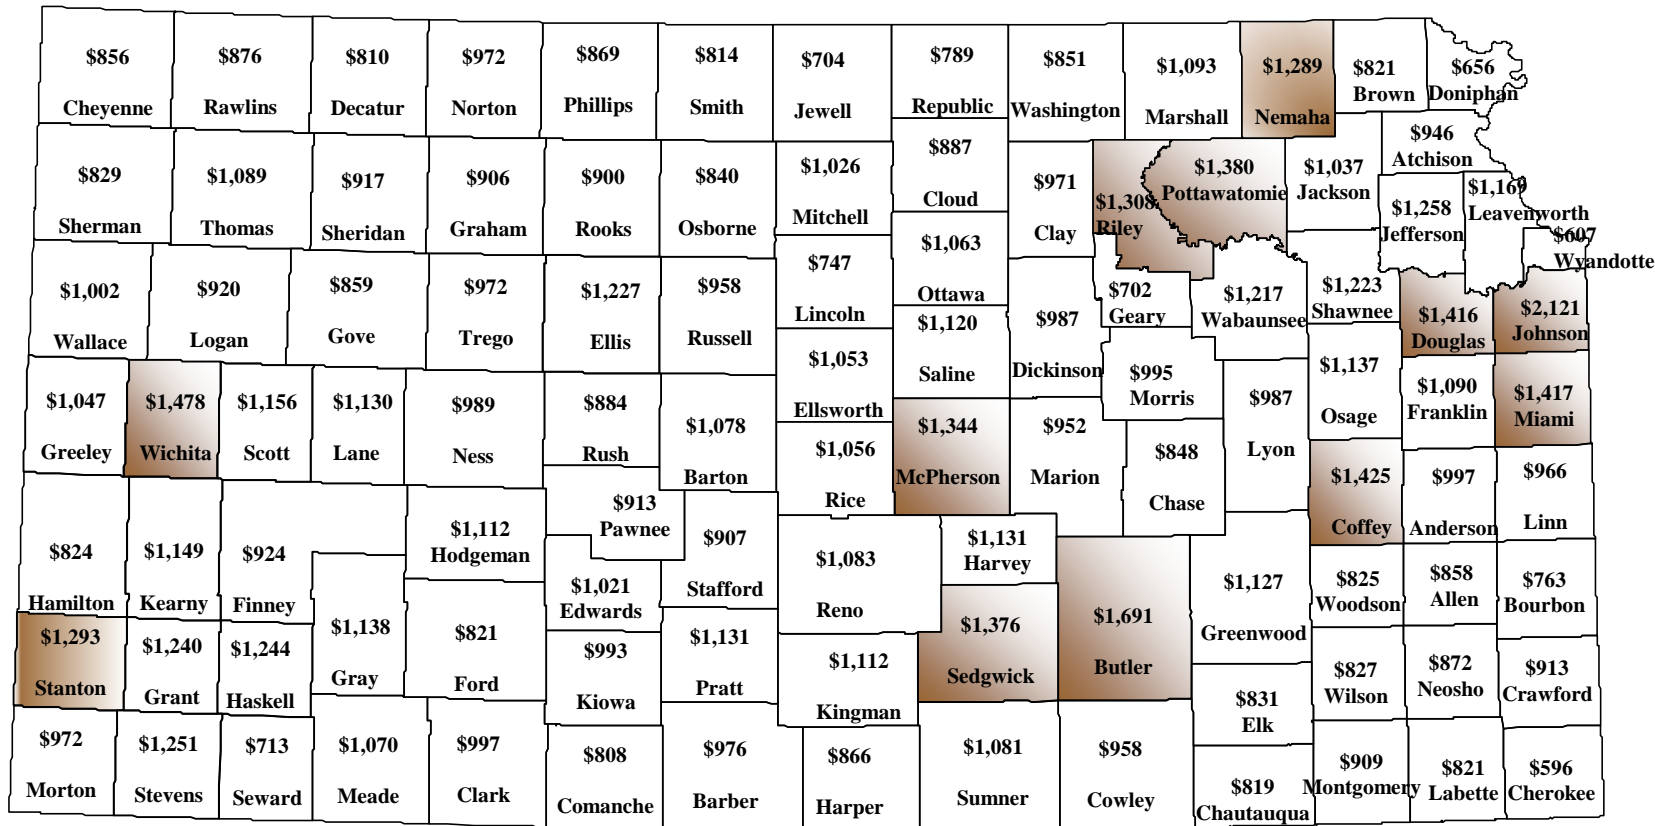 $856
Cheyenne
$876
Rawlins
$810
Decatur
$972
Norton
$869
Phillips
$814
Smith
$704
Jewell
$789
Republic
$851
Washington
$1,093
Marshall
$1,289
Nemaha
$821
Brown
$656
Doniphan
$829
Sherman
$1,089
Thomas
$917
Sheridan
$906
Graham
$900
Rooks
$840
Osborne
$1,026
Mitchell
$887
Cloud
$971
Clay
$1,308
Riley
$1,380
Pottawatomie
$1,037
Jackson
$946
Atchison
$1,258
Jefferson
$1,169
Leavenworth
$607
Wyandotte
$1,002
Wallace
$920
Logan
$859
Gove
$972
Trego
$1,227
Ellis
$958
Russell
$747
Lincoln
$1,063
Ottawa
$1,120
Saline
$987
Dickinson
$702
Geary
$1,217
Wabaunsee
$1,223
Shawnee
$1,416
Douglas
$2,121
Johnson
$1,047
Greeley
$1,478
Wichita
$1,156
Scott
$1,130
Lane
$989
Ness
$884
Rush
$1,078
Barton
$1,053
Ellsworth
$1,056
Rice
$1,344
McPherson
$952
Marion
$995
Morris
$848
Chase
$987
Lyon
$1,137
Osage
$1,090
Franklin
$1,417
Miami
$1,425
Coffey
$997
Anderson
$966
Linn
$824
Hamilton
$1,149
Kearny
$924
Finney
$1,112
Hodgeman
$913
Pawnee
$1,021
Edwards
$907
Stafford
$1,083
Reno
$1,131
Harvey
$1,376
Sedgwick
$1,691
Butler
$1,127
Greenwood
$825
Woodson
$858
Allen
$763
Bourbon
$1,293
Stanton
$1,240
Grant
$1,244
Haskell
$1,138
Gray
$821
Ford
$993
Kiowa
$1,131
Pratt
$1,112
Kingman
$831
Elk
$827
Wilson
$872
Neosho
$913
Crawford
$972
Morton
$1,251
Stevens
$713
Seward
$1,070
Meade
$997
Clark
$808
Comanche
$976
Barber
$866
Harper
$1,081
Sumner
$958
Cowley
$819
Chautauqua
$909
Montgomery
$821
Labette
$596
Cherokee